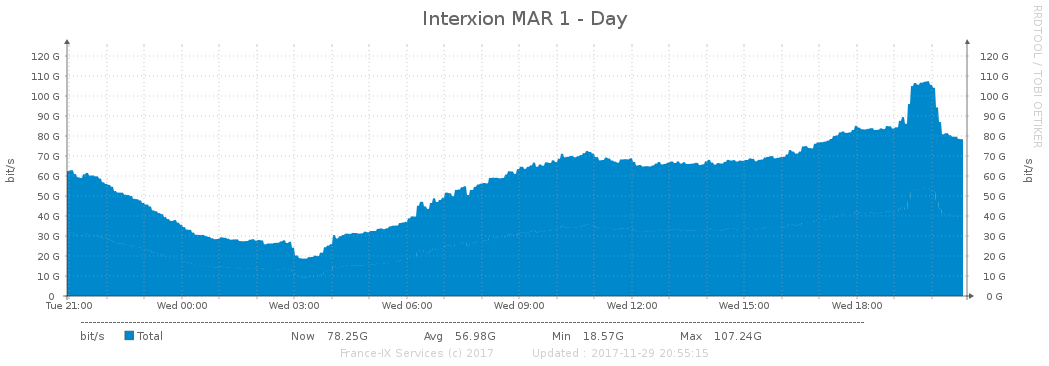 Interxion MAR 1 - Day
RRDTOOL / TOBI OETIKER
120 G 120 G
110 G 110 G
100 G 100 G
90 G 90 G
80 G 80 G
70 G 70 G
60 G 60 G
50 G 50 G
40 G 40 G
30 G 30 G
20 G 20 G
10 G 10 G
0 0 G
bit/s
bit/s
Tue 21:00 Wed 00:00 Wed 03:00 Wed 06:00 Wed 09:00 Wed 12:00 Wed 15:00 Wed 18:00
bit/s Total Now 78.25G Avg 56.98G Min 18.57G Max 107.24G
France-IX Services (c) 2017 Updated : 2017-11-29 20:55:15